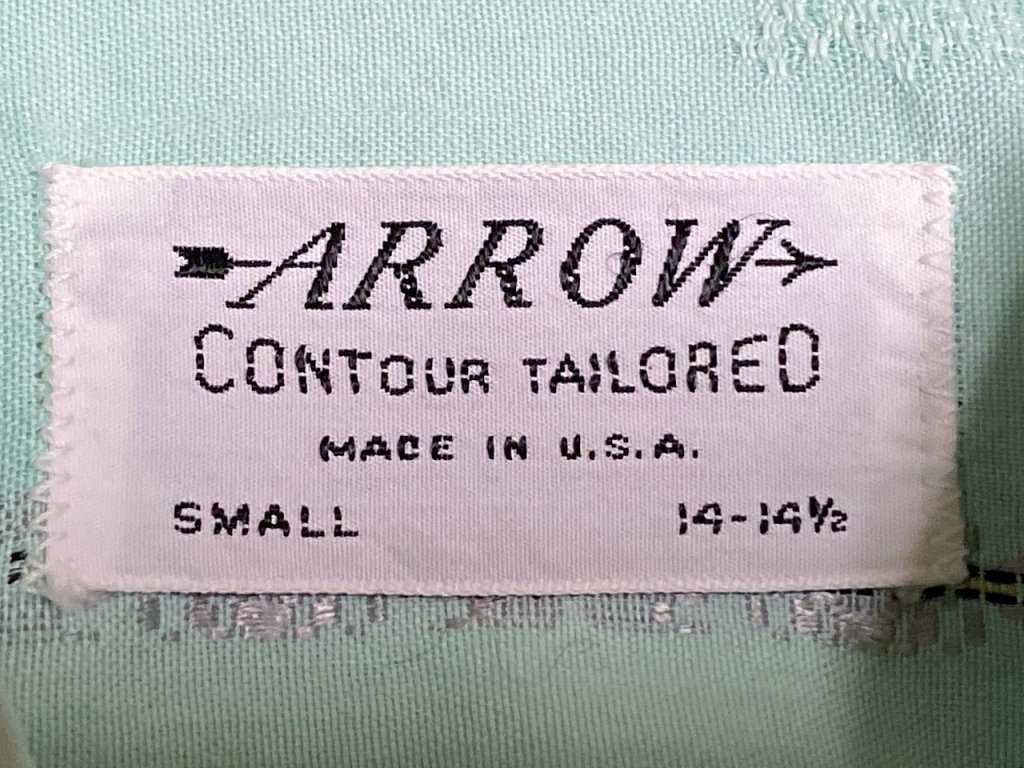 ARROW
CONTOUR TAILORED
MADE IN U.S.A.
SMALL 14-14½